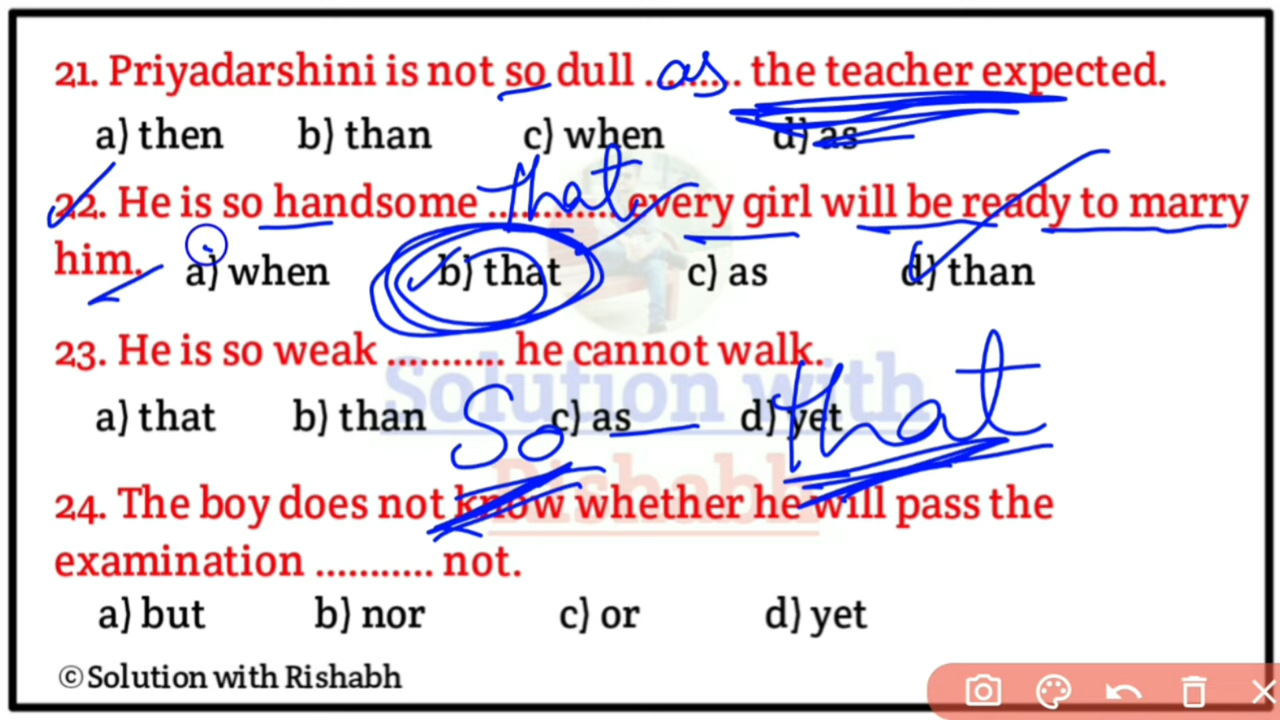 21. Priyadarshini is not so dull ...as... the teacher expected.
a) then b) than c) when d) as
22. He is so handsome ...that... every girl will be ready to marry
him. a) when b) that c) as d) than
23. He is so weak ........... he cannot walk.
Solution with
a) that b) than c) as d) yet
So that
Rishabh
24. The boy does not know whether he will pass the
examination ........... not.
a) but b) nor c) or d) yet
©Solution with Rishabh